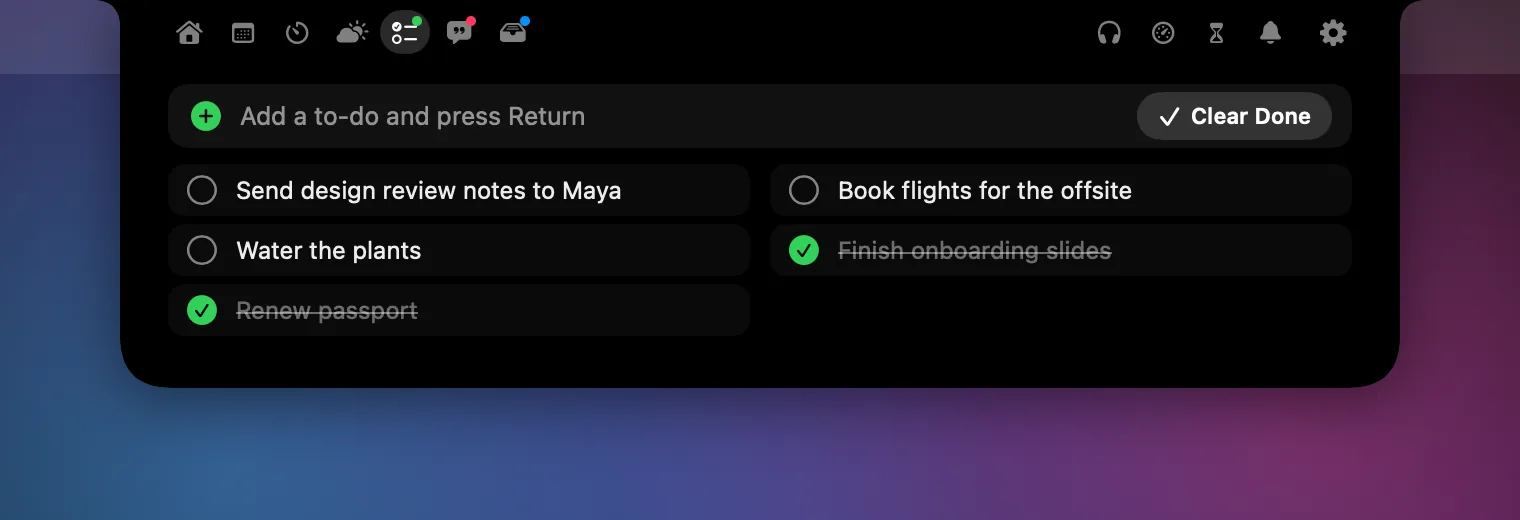 Add a to-do and press Return
Clear Done
Send design review notes to Maya
Book flights for the offsite
Water the plants
Finish onboarding slides
Renew passport